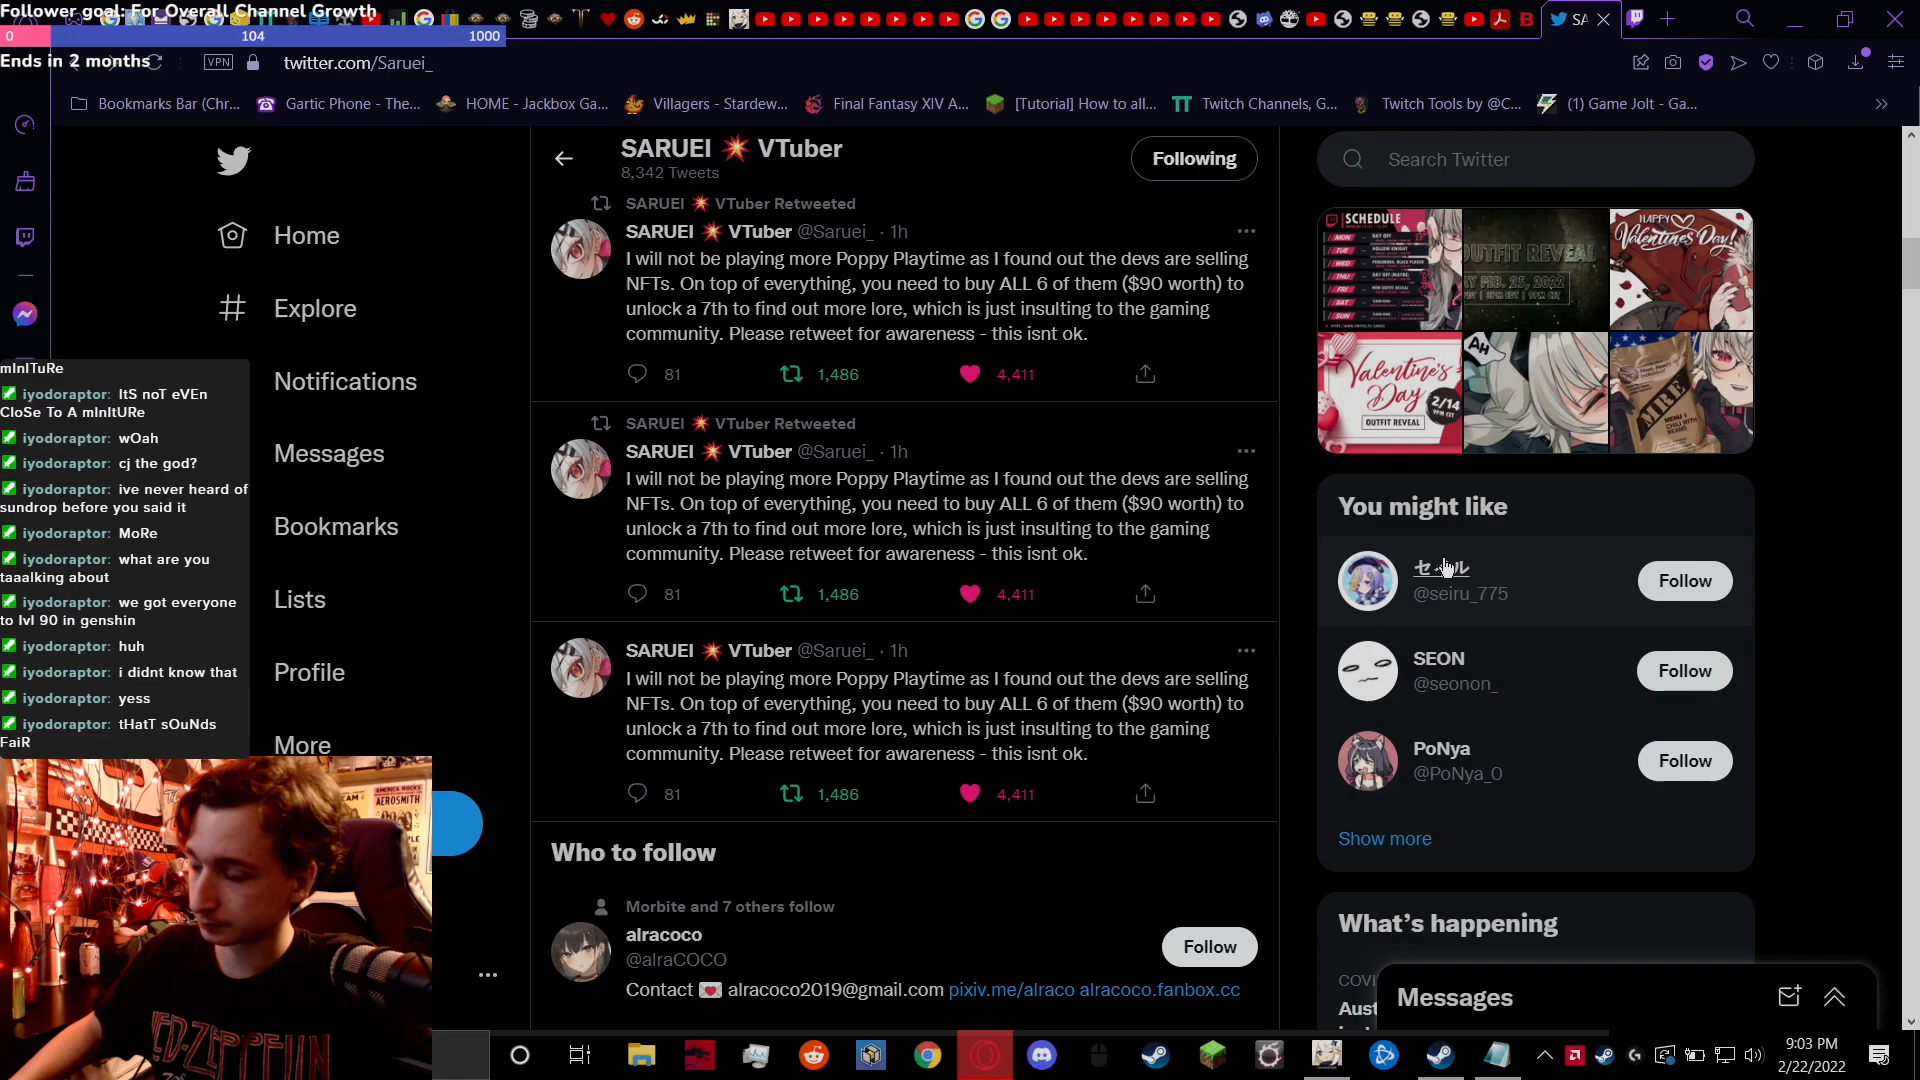 Follower goal: For Overall Channel Growth
0 104 1000
Ends in 2 months
SA
VPN twitter.com/Saruei_
Bookmarks Bar (Chr... Gartic Phone - The... HOME - Jackbox Ga... Villagers - Stardew... Final Fantasy XIV A... [Tutorial] How to all... Twitch Channels, G... Twitch Tools by @C... (1) Game Jolt - Ga...
Home
Explore
Notifications
Messages
Bookmarks
Lists
Profile
More
mInITuRe
iyodoraptor: ItS noT eVEn
CloSe To A mInItURe
iyodoraptor: wOah
iyodoraptor: cj the god?
iyodoraptor: ive never heard of
sundrop before you said it
iyodoraptor: MoRe
iyodoraptor: what are you
taaalking about
iyodoraptor: we got everyone
to lvl 90 in genshin
iyodoraptor: huh
iyodoraptor: i didnt know that
iyodoraptor: yess
iyodoraptor: tHatT sOuNds
FaiR
AMERICA ROCKS
AEROSMITH
SARUEI 💥 VTuber
8,342 Tweets
Following
SARUEI 💥 VTuber Retweeted
SARUEI 💥 VTuber @Saruei_ · 1h
I will not be playing more Poppy Playtime as I found out the devs are selling
NFTs. On top of everything, you need to buy ALL 6 of them ($90 worth) to
unlock a 7th to find out more lore, which is just insulting to the gaming
community. Please retweet for awareness - this isnt ok.
81 1,486 4,411
SARUEI 💥 VTuber Retweeted
SARUEI 💥 VTuber @Saruei_ · 1h
I will not be playing more Poppy Playtime as I found out the devs are selling
NFTs. On top of everything, you need to buy ALL 6 of them ($90 worth) to
unlock a 7th to find out more lore, which is just insulting to the gaming
community. Please retweet for awareness - this isnt ok.
81 1,486 4,411
SARUEI 💥 VTuber @Saruei_ · 1h
I will not be playing more Poppy Playtime as I found out the devs are selling
NFTs. On top of everything, you need to buy ALL 6 of them ($90 worth) to
unlock a 7th to find out more lore, which is just insulting to the gaming
community. Please retweet for awareness - this isnt ok.
81 1,486 4,411
Who to follow
Morbite and 7 others follow
alracoco
@alraCOCO
Follow
Contact 💌 alracoco2019@gmail.com pixiv.me/alraco alracoco.fanbox.cc
Search Twitter
SCHEDULE
OUTFIT REVEAL
FEB. 25, 2022
HAPPY
Valentine's Day!
Valentine's
Day
2/14
OUTFIT REVEAL
AH
MRE
MENU 1
CHILI WITH
BEANS
You might like
@seiru_775
Follow
SEON
@seonon_
Follow
PoNya
@PoNya_0
Follow
Show more
What's happening
COVI
Aust
Messages
9:03 PM
2/22/2022